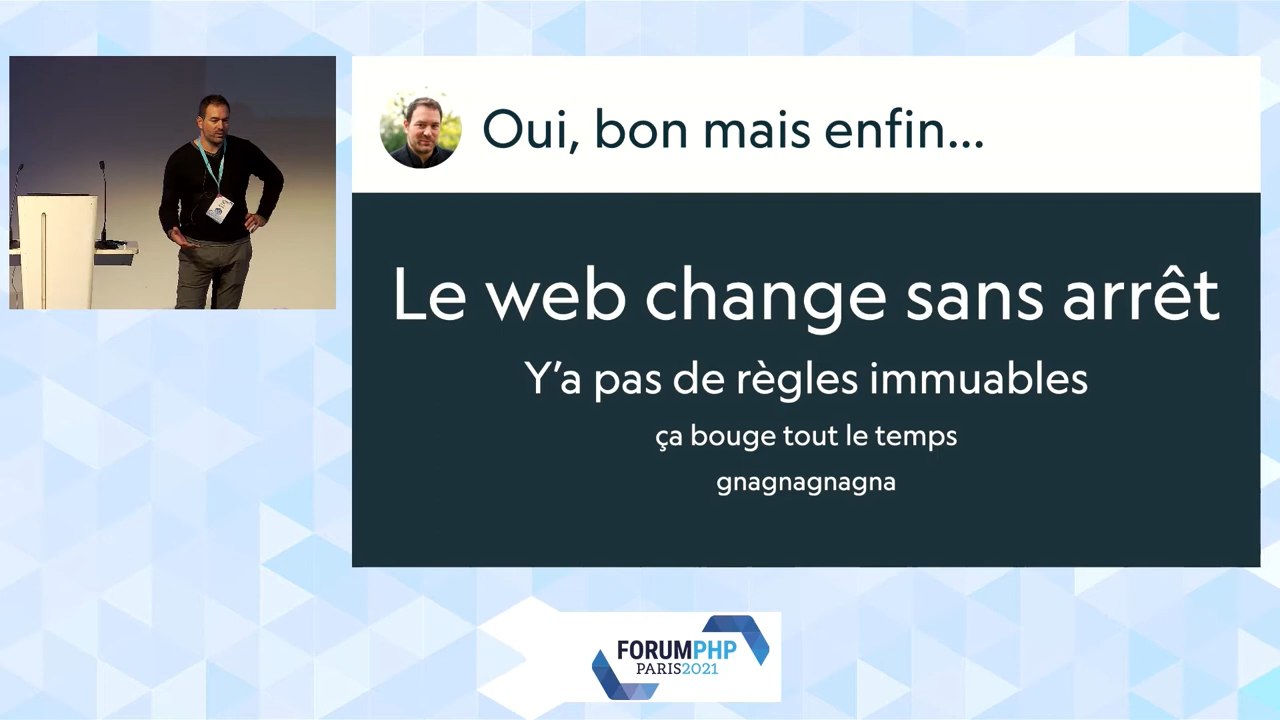 Oui, bon mais enfin...
Le web change sans arrêt
Y'a pas de règles immuables
ça bouge tout le temps
gnagnagnagna
FORUMPHP
PARIS2021